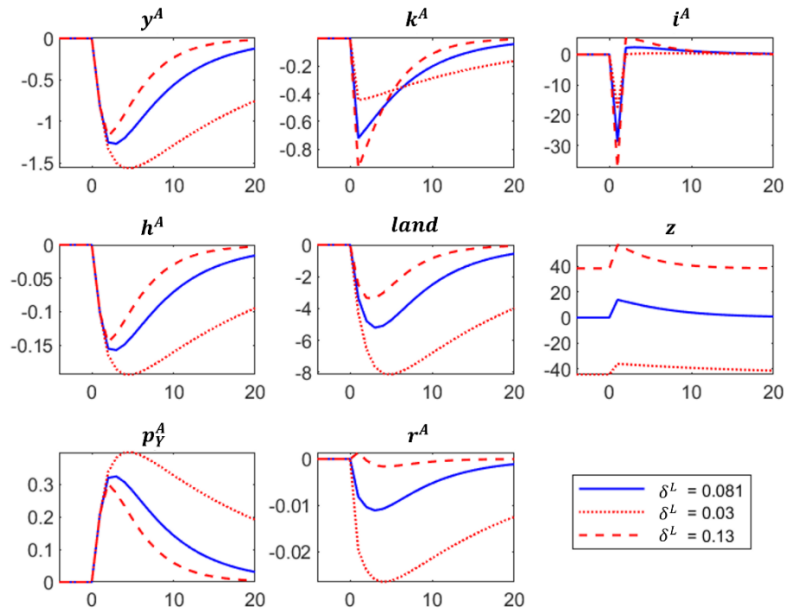 y^A
0
-0.5
-1
-1.5
0 10 20
k^A
-0.2
-0.4
-0.6
-0.8
0 10 20
i^A
0
-10
-20
-30
0 10 20
h^A
0
-0.05
-0.1
-0.15
0 10 20
land
0
-2
-4
-6
-8
0 10 20
z
40
20
0
-20
-40
0 10 20
p_Y^A
0.3
0.2
0.1
0
0 10 20
r^A
0
-0.01
-0.02
0 10 20
δ^L = 0.081
δ^L = 0.03
δ^L = 0.13